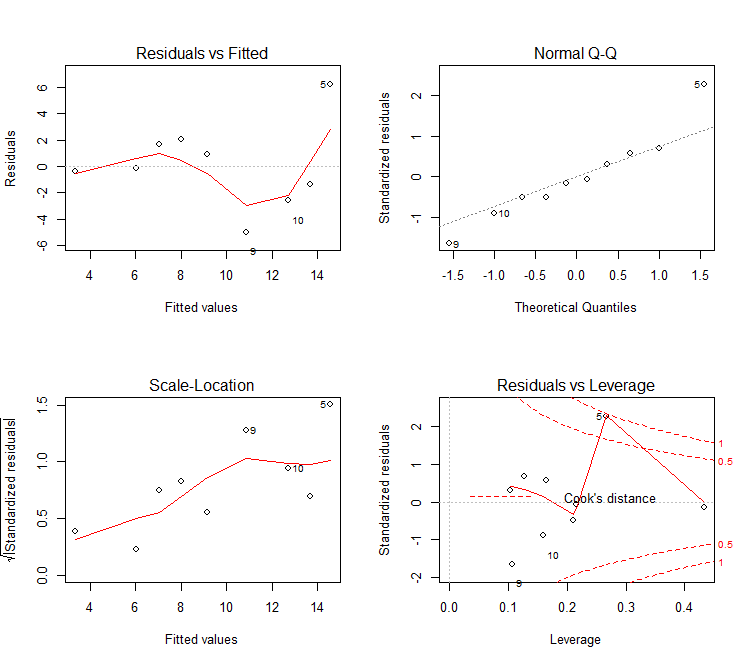 Residuals vs Fitted
Residuals
6
4
2
0
-2
-4
-6
5
10
9
4 6 8 10 12 14
Fitted values
Normal Q-Q
Standardized residuals
2
1
0
-1
5
10
9
-1.5 -1.0 -0.5 0.0 0.5 1.0 1.5
Theoretical Quantiles
Scale-Location
√|Standardized residuals|
1.5
1.0
0.5
0.0
5
9
10
4 6 8 10 12 14
Fitted values
Residuals vs Leverage
Standardized residuals
2
1
0
-1
-2
5
1
0.5
Cook's distance
10
9
0.5
1
0.0 0.1 0.2 0.3 0.4
Leverage